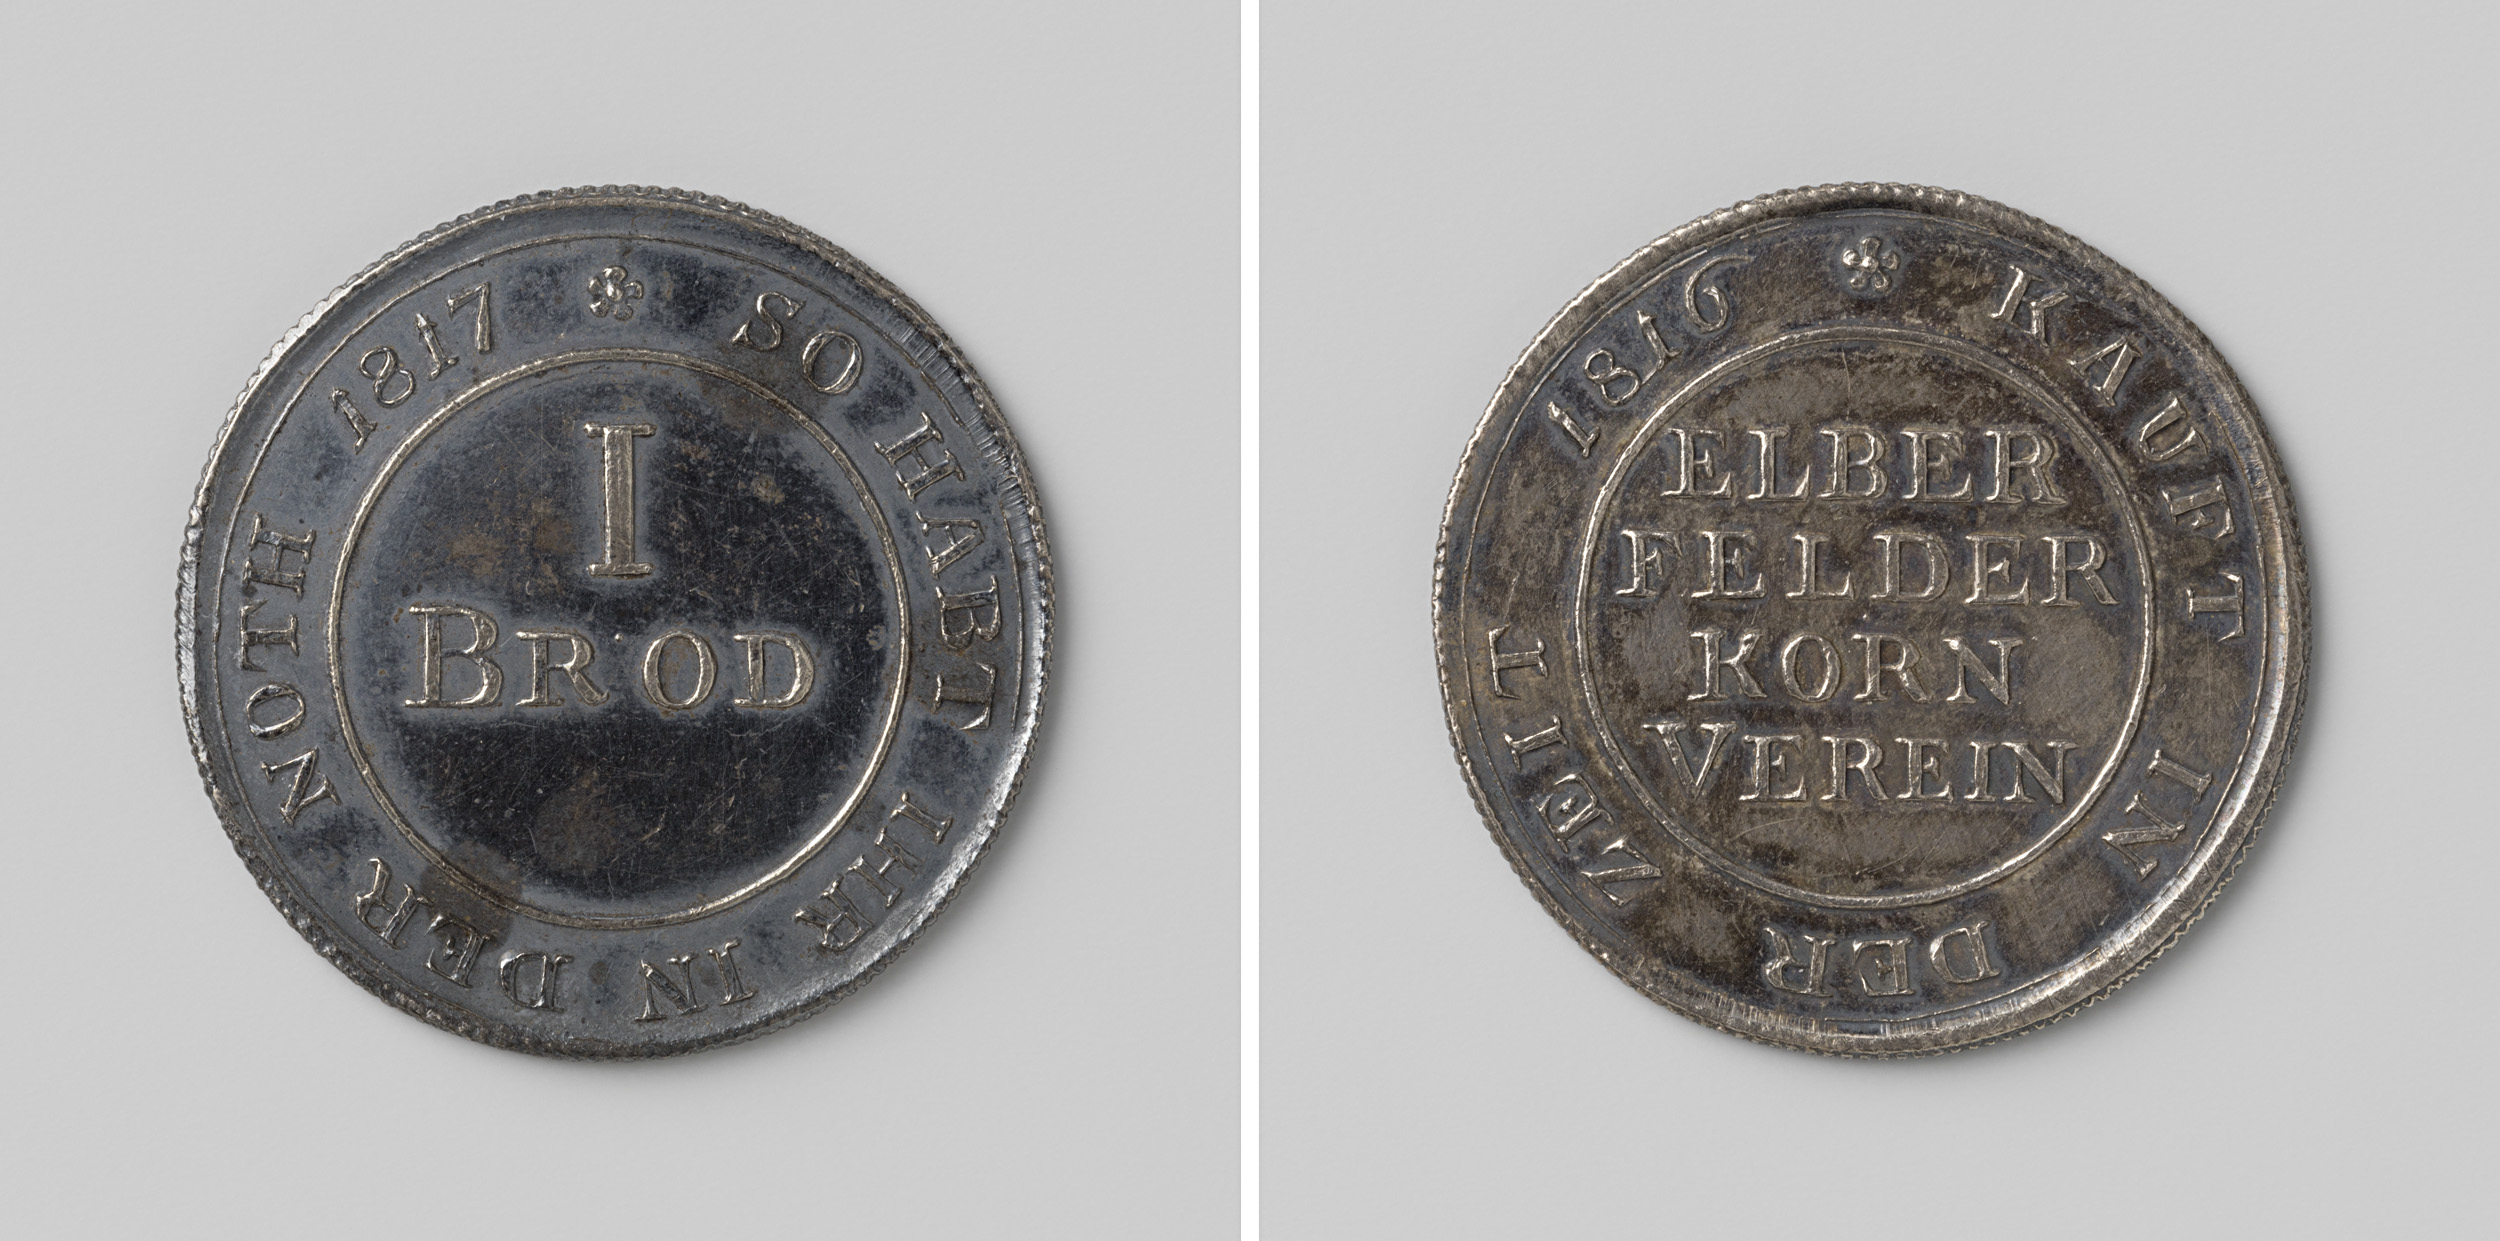 SO HABT IHR IN DER NOTH 1817
I
BROD
KAUFT IN DER ZEIT 1816
ELBER
FELDER
KORN
VEREIN